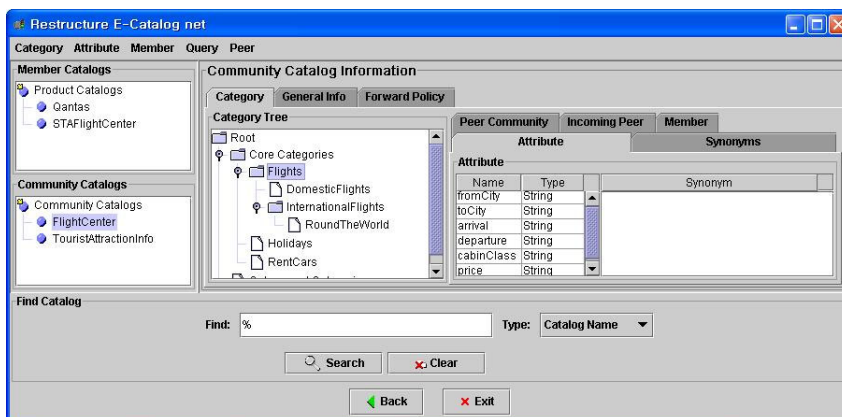 Restructure E-Catalog net
Category Attribute Member Query Peer
Member Catalogs
Product Catalogs
Qantas
STAFlightCenter
Community Catalogs
Community Catalogs
FlightCenter
TouristAttractionInfo
Community Catalog Information
Category General Info Forward Policy
Category Tree
Root
Core Categories
Flights
DomesticFlights
InternationalFlights
RoundTheWorld
Holidays
RentCars
Peer Community Incoming Peer Member
Attribute Synonyms
Attribute
Name Type Synonym
fromCity String
toCity String
arrival String
departure String
cabinClass String
price String
Find Catalog
Find: % Type: Catalog Name
Search Clear
Back Exit